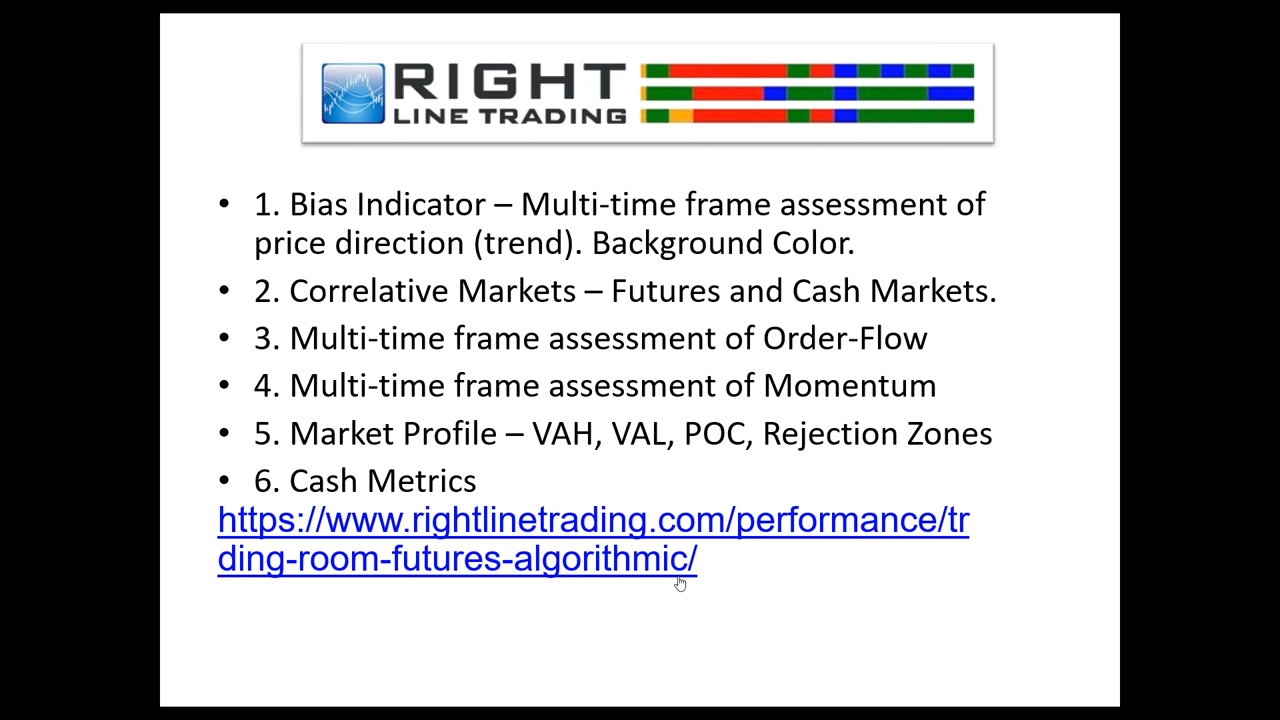 RIGHT
LINE TRADING
• 1. Bias Indicator – Multi-time frame assessment of
price direction (trend). Background Color.
• 2. Correlative Markets – Futures and Cash Markets.
• 3. Multi-time frame assessment of Order-Flow
• 4. Multi-time frame assessment of Momentum
• 5. Market Profile – VAH, VAL, POC, Rejection Zones
• 6. Cash Metrics
https://www.rightlinetrading.com/performance/tr
ding-room-futures-algorithmic/